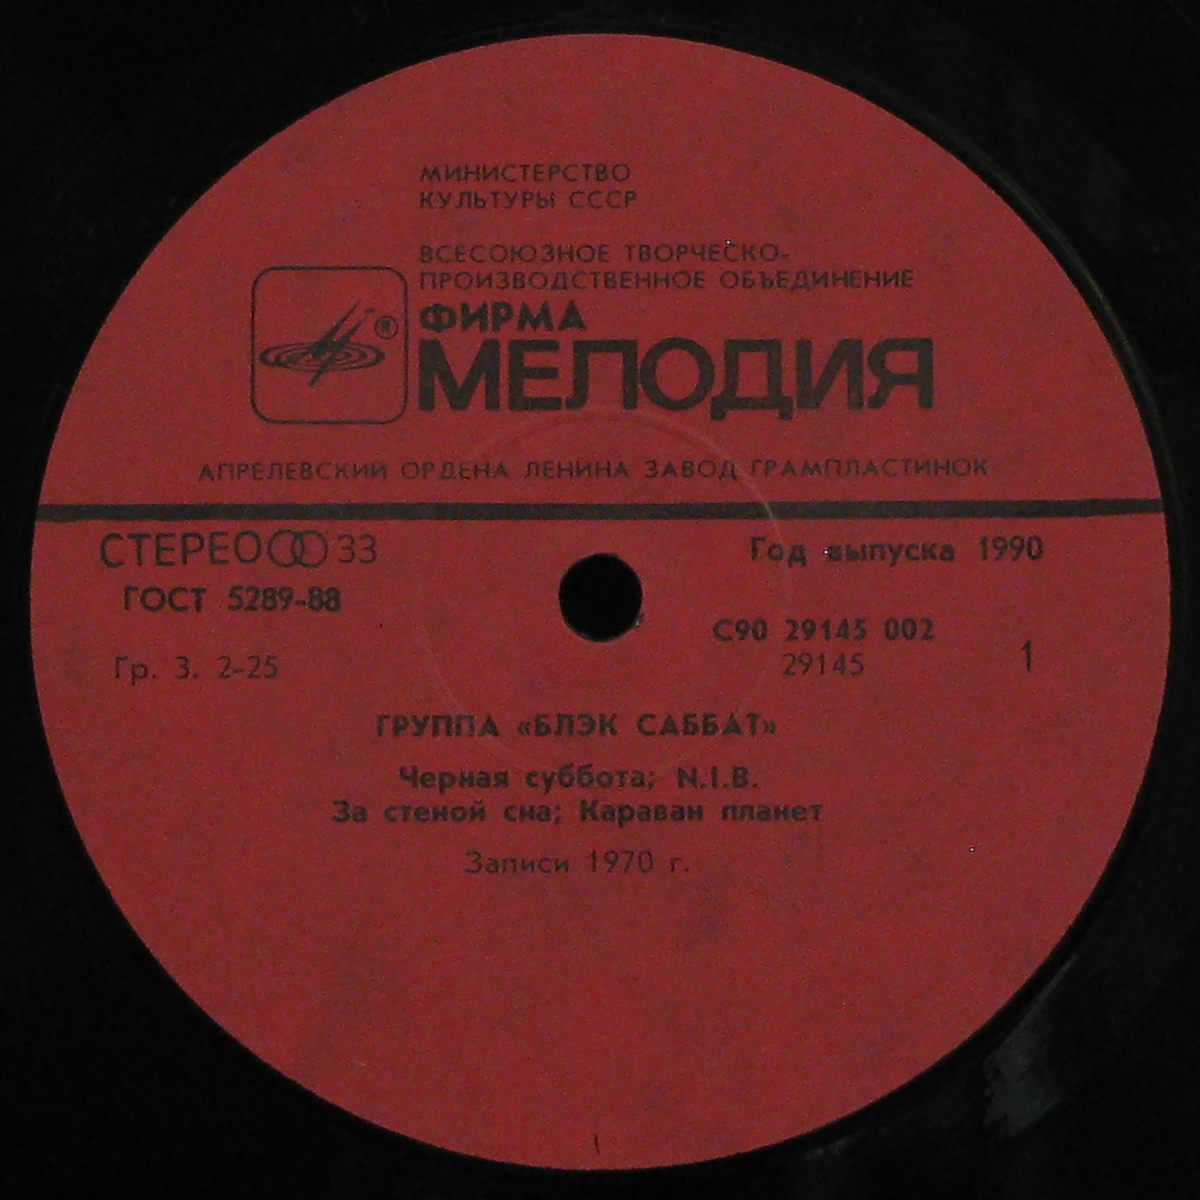 МИНИСТЕРСТВО
КУЛЬТУРЫ СССР
ВСЕСОЮЗНОЕ ТВОРЧЕСКО-
ПРОИЗВОДСТВЕННОЕ ОБЪЕДИНЕНИЕ
ФИРМА
®
МЕЛОДИЯ
АПРЕЛЕВСКИЙ ОРДЕНА ЛЕНИНА ЗАВОД ГРАМПЛАСТИНОК
СТЕРЕО 33
Год выпуска 1990
ГОСТ 5289-88
С90 29145 002
Гр. 3. 2-25
29145
1
ГРУППА «БЛЭК САББАТ»
Черная суббота; N.I.B.
За стеной сна; Караван планет
Записи 1970 г.